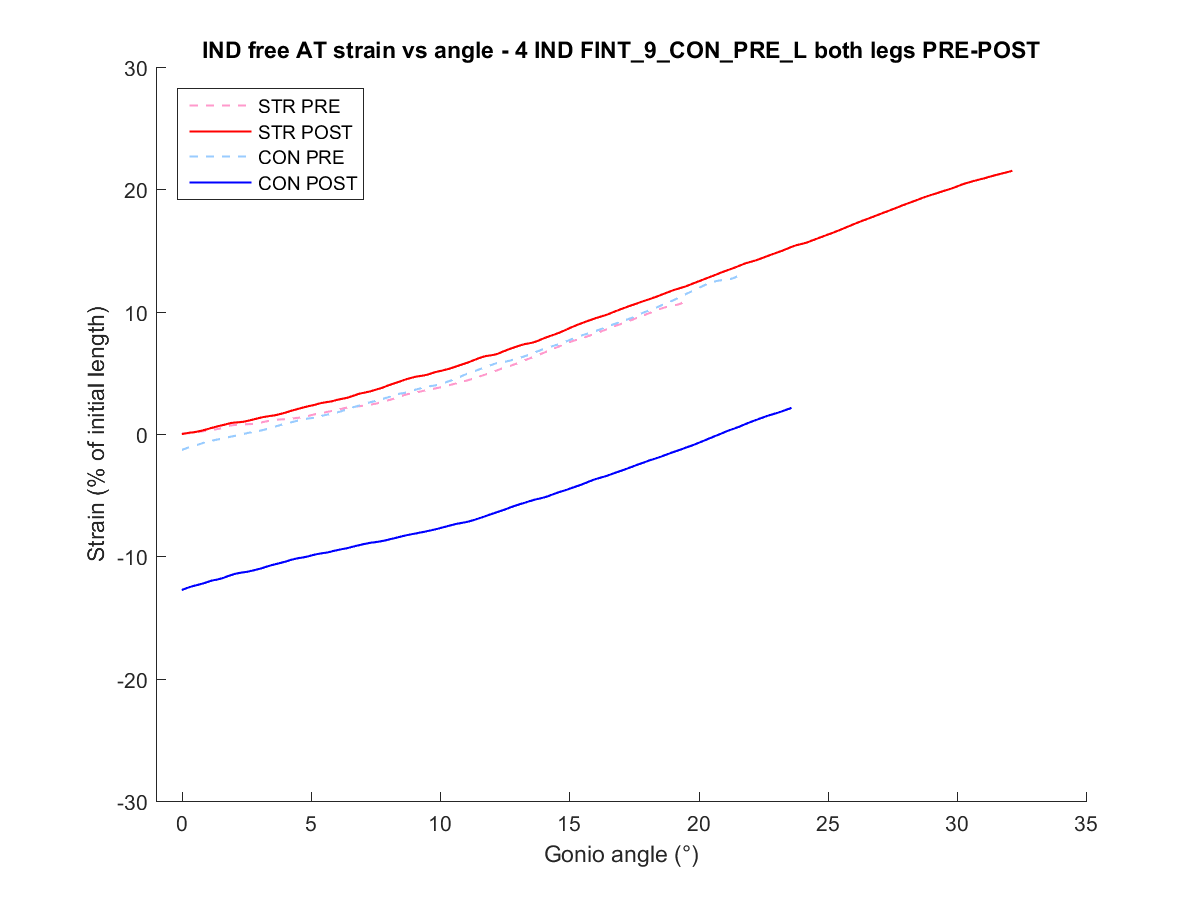 IND free AT strain vs angle - 4 IND FINT_9_CON_PRE_L both legs PRE-POST
STR PRE
STR POST
CON PRE
CON POST
30
20
10
0
-10
-20
-30
Strain (% of initial length)
0 5 10 15 20 25 30 35
Gonio angle (°)